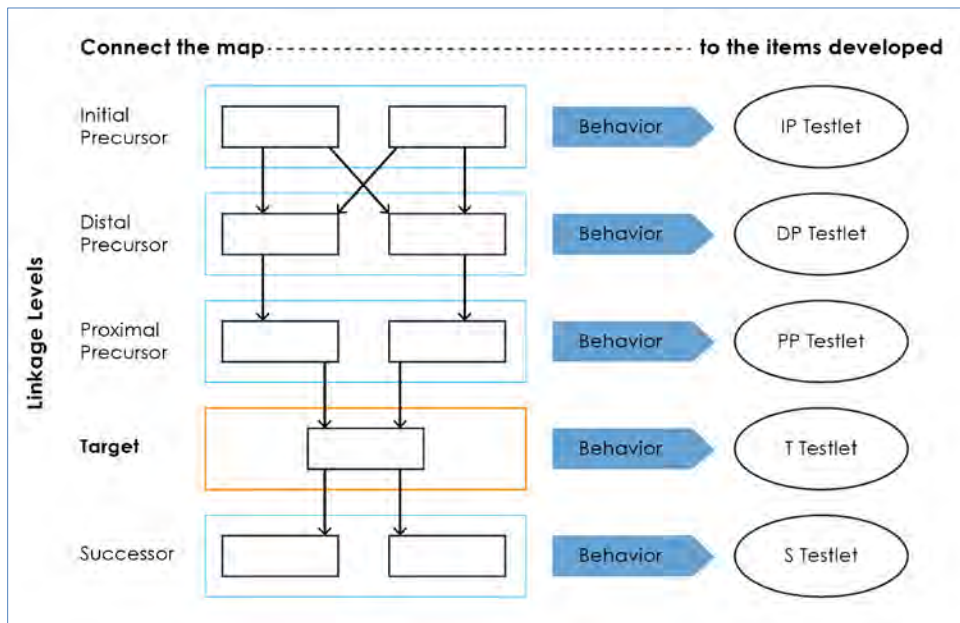 Connect the map
to the items developed
Linkage Levels
Initial
Precursor
Behavior
IP Testlet
Distal
Precursor
Behavior
DP Testlet
Proximal
Precursor
Behavior
PP Testlet
Target
Behavior
T Testlet
Successor
Behavior
S Testlet